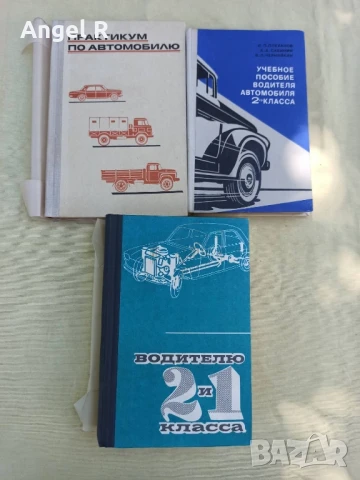 Angel R
ПРАКТИКУМ
ПО АВТОМОБИЛЮ
УЧЕБНОЕ
ПОСОБИЕ
ВОДИТЕЛЯ
АВТОМОБИЛЯ
2-го КЛАССА
ВОДИТЕЛЮ
2 и 1
КЛАССА
BAZAR